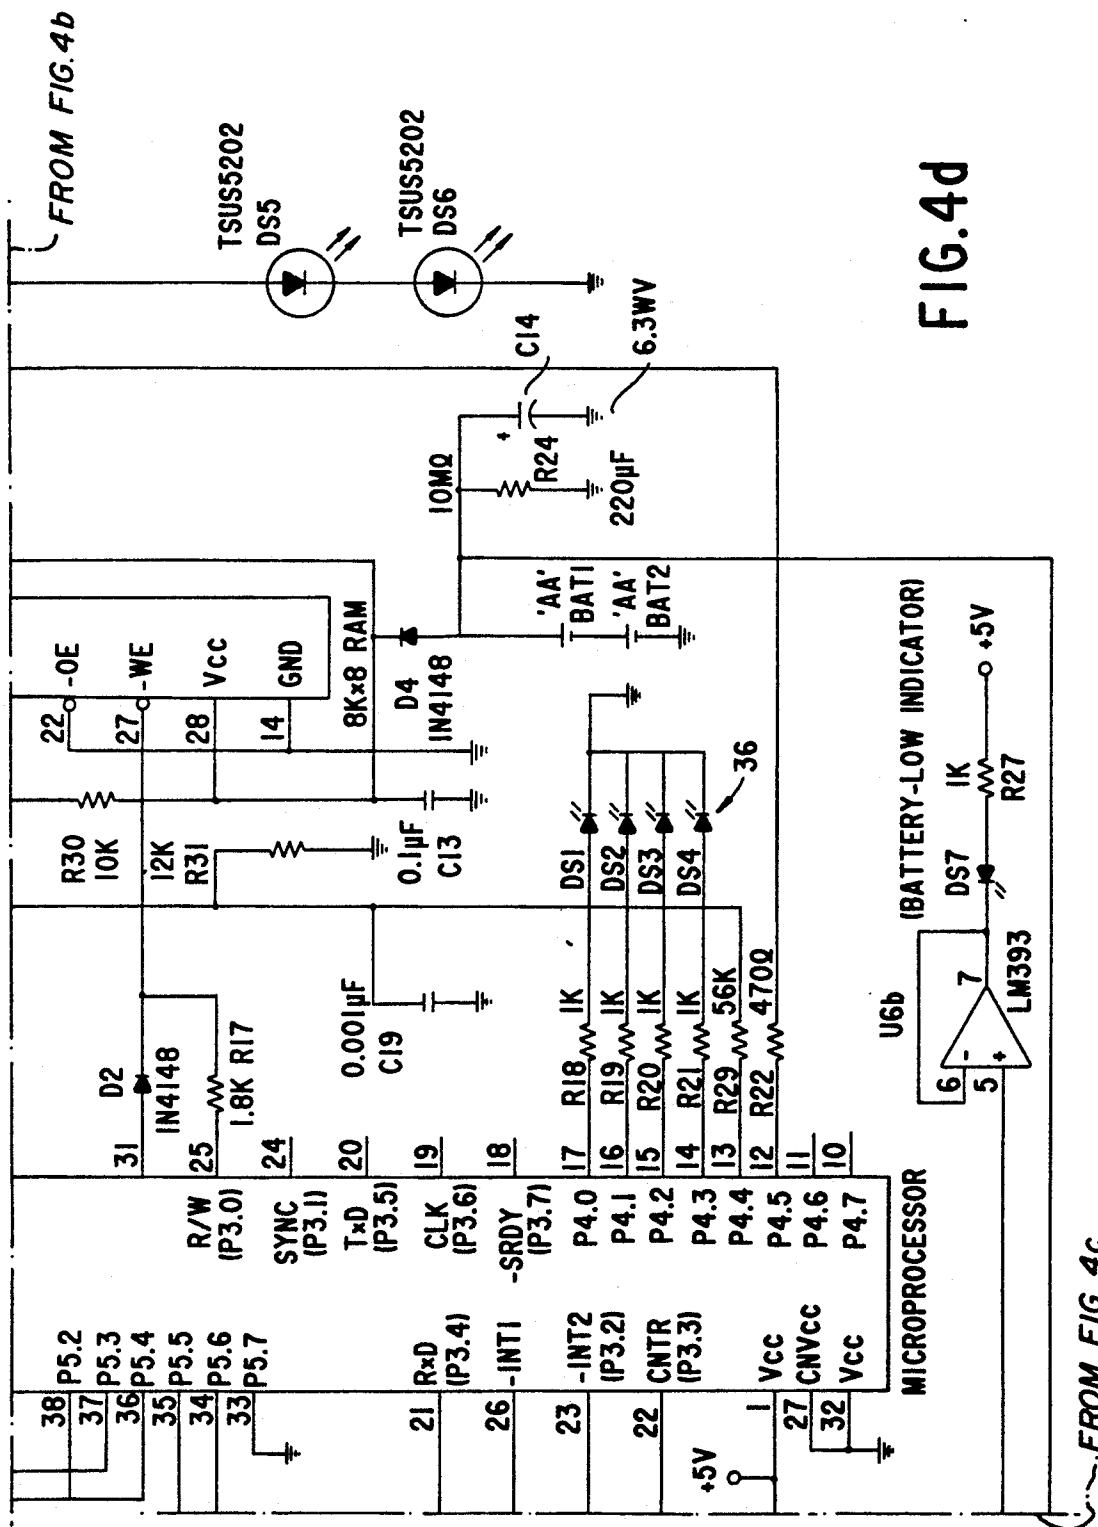 38 P5.2
37 P5.3
36 P5.4
35 P5.5
34 P5.6
33 P5.7
21 RxD
(P3.4)
26 -INT1
23 -INT2
(P3.2)
22 CNTR
(P3.3)
+5V
1 Vcc
27 CNVcc
32 Vcc
31
R/W 25
(P3.0)
SYNC 24
(P3.1)
TxD 20
(P3.5)
CLK 19
(P3.6)
-SRDY 18
(P3.7)
P4.0 17
P4.1 16
P4.2 15
P4.3 14
P4.4 13
P4.5 12
P4.6 11
P4.7 10
MICROPROCESSOR
D2
1N4148
1.8K R17
0.001µF
C19
R18 1K
R19 1K
R20 1K
R21 1K
R29 56K
R22 470Ω
DS1
DS2
DS3
DS4
36
R30
10K
12K
R31
0.1µF
C13
22 -OE
27 -WE
28 Vcc
14 GND
8K×8 RAM
D4
1N4148
'AA'
BAT1
'AA'
BAT2
10MΩ
R24
220µF
+
C14
6.3WV
TSUS5202
DS5
TSUS5202
DS6
FROM FIG.4b
U6b
6 -
5 +
7
LM393
DS7
1K
R27
+5V
(BATTERY-LOW INDICATOR)
FROM FIG. 4c
FIG.4d